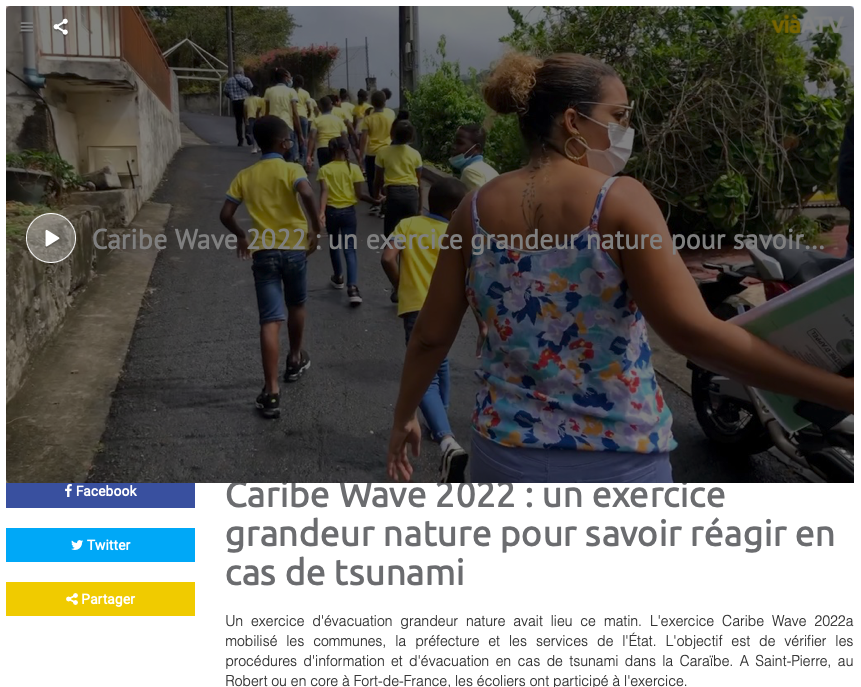 viàATV
Caribe Wave 2022 : un exercice grandeur nature pour savoir...
Facebook
Twitter
Partager
Caribe Wave 2022 : un exercice
grandeur nature pour savoir réagir en
cas de tsunami
Un exercice d'évacuation grandeur nature avait lieu ce matin. L'exercice Caribe Wave 2022a
mobilisé les communes, la préfecture et les services de l'État. L'objectif est de vérifier les
procédures d'information et d'évacuation en cas de tsunami dans la Caraïbe. A Saint-Pierre, au
Robert ou en core à Fort-de-France, les écoliers ont participé à l'exercice.